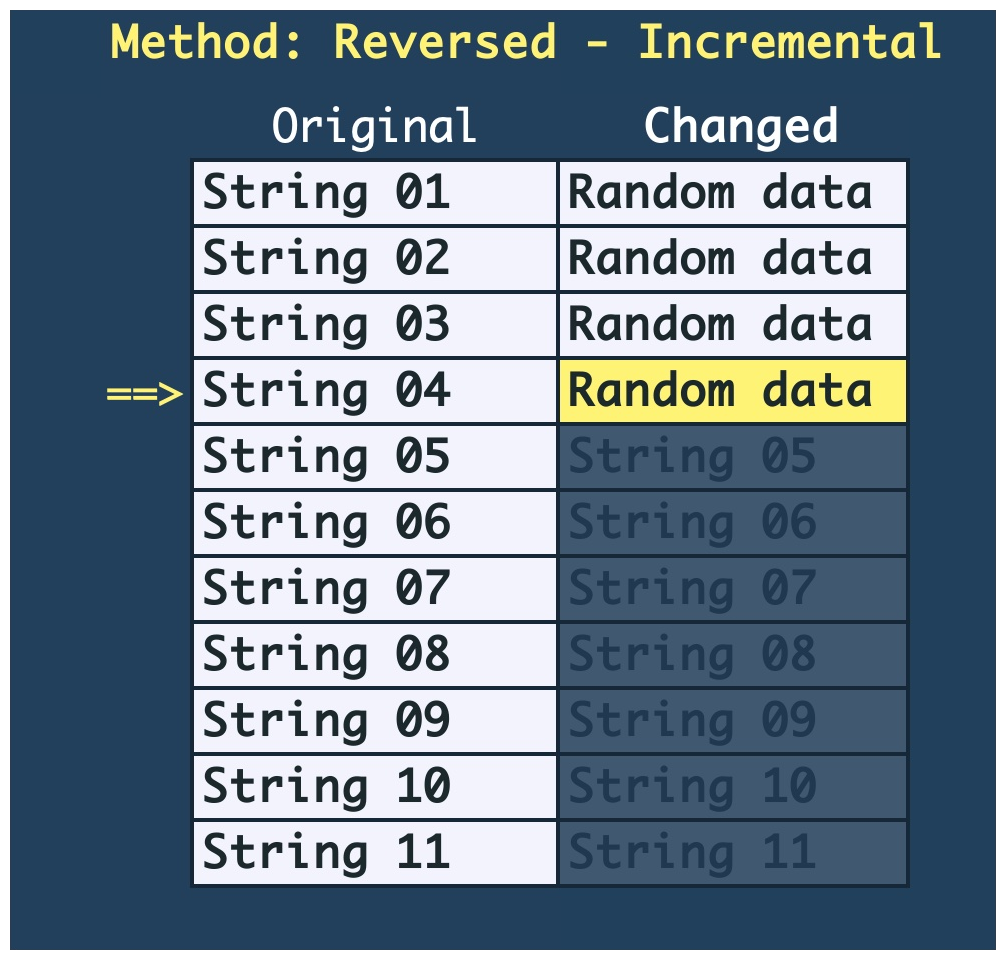 Method: Reversed - Incremental
Original Changed
String 01 Random data
String 02 Random data
String 03 Random data
==> String 04 Random data
String 05 String 05
String 06 String 06
String 07 String 07
String 08 String 08
String 09 String 09
String 10 String 10
String 11 String 11